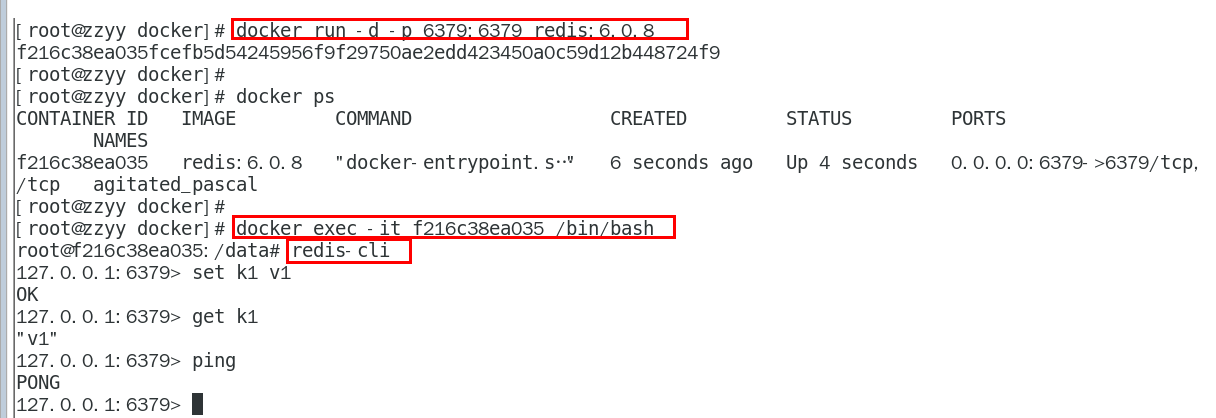 [root@zzyy docker]# docker run -d -p 6379:6379 redis:6.0.8
f216c38ea035fcefb5d54245956f9f29750ae2edd423450a0c59d12b448724f9
[root@zzyy docker]#
[root@zzyy docker]# docker ps
CONTAINER ID   IMAGE         COMMAND                  CREATED         STATUS         PORTS
       NAMES
f216c38ea035   redis:6.0.8   "docker-entrypoint.s…"   6 seconds ago   Up 4 seconds   0.0.0.0:6379->6379/tcp,
/tcp   agitated_pascal
[root@zzyy docker]#
[root@zzyy docker]# docker exec -it f216c38ea035 /bin/bash
root@f216c38ea035:/data# redis-cli
127.0.0.1:6379> set k1 v1
OK
127.0.0.1:6379> get k1
"v1"
127.0.0.1:6379> ping
PONG
127.0.0.1:6379>